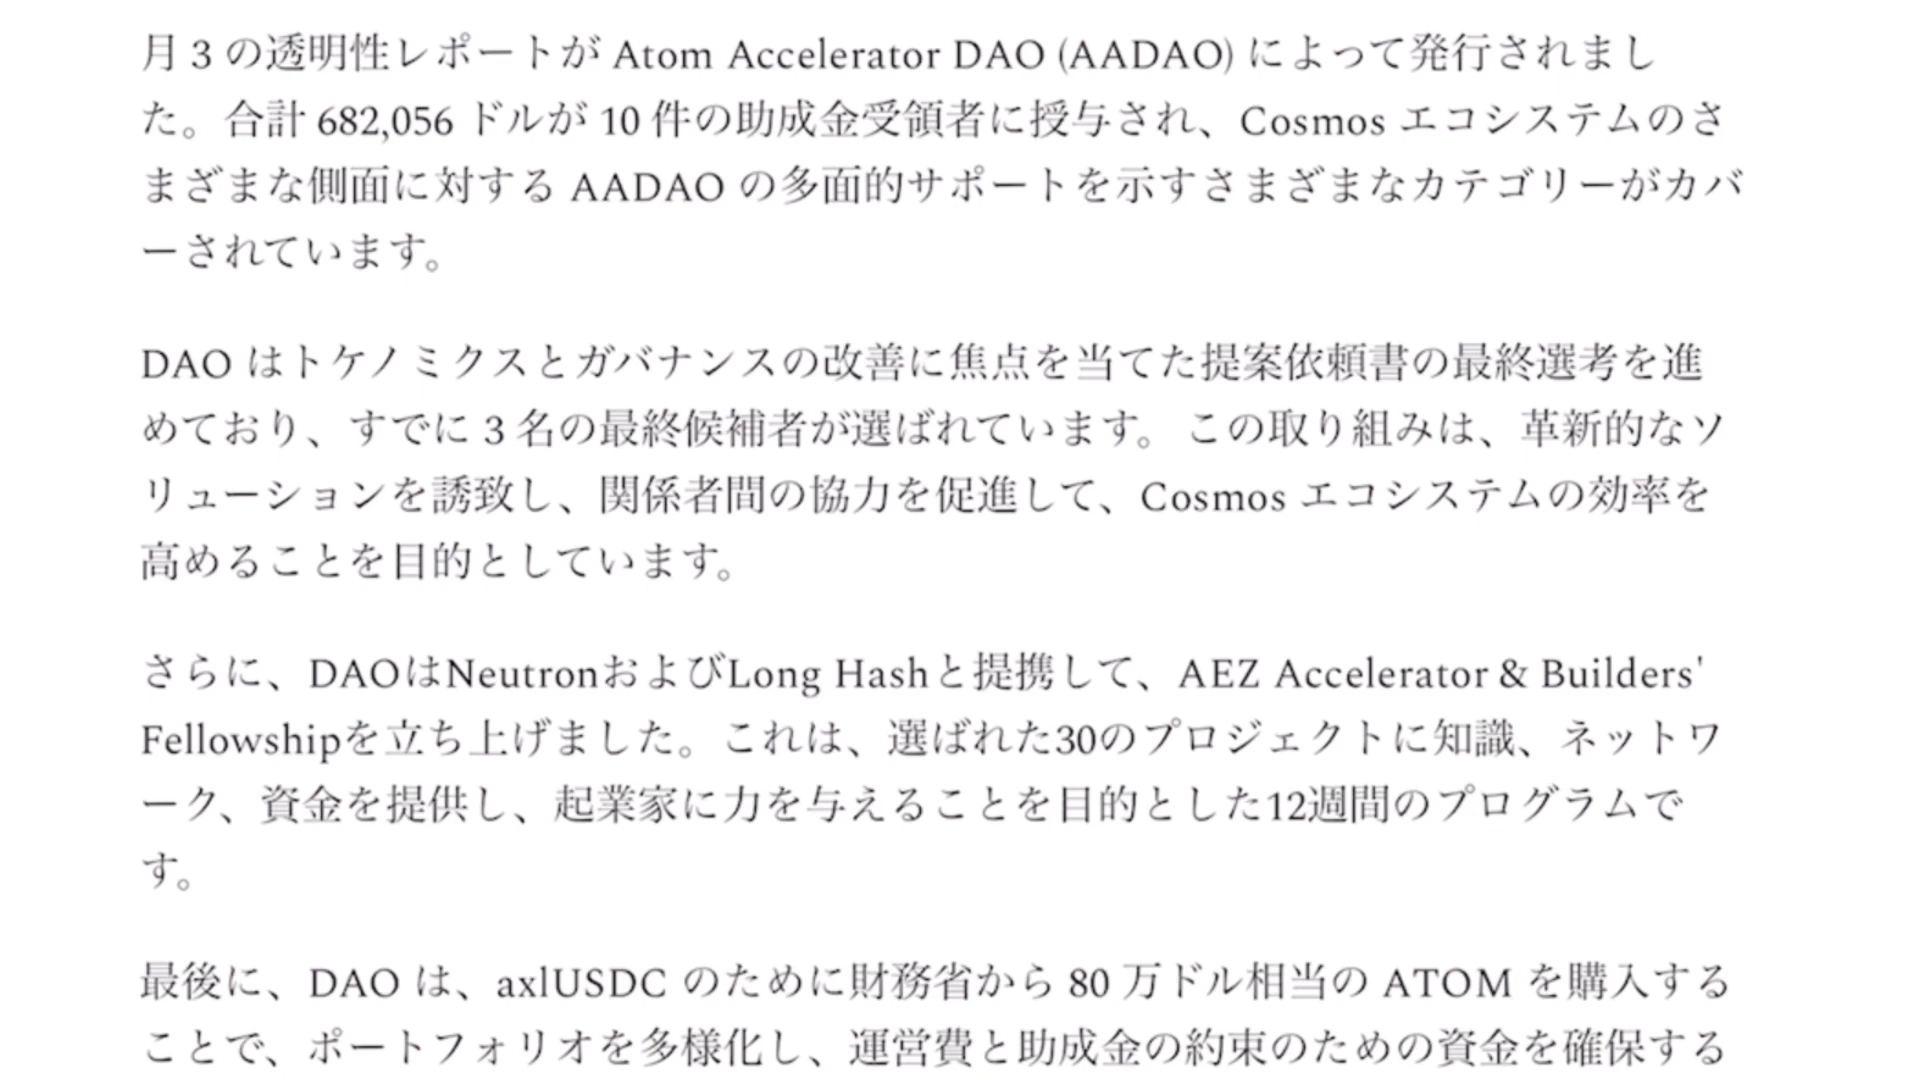 月 3 の透明性レポートが Atom Accelerator DAO (AADAO) によって発行されまし
た。合計 682,056 ドルが 10 件の助成金受領者に授与され、Cosmos エコシステムのさ
まざまな側面に対する AADAO の多面的サポートを示すさまざまなカテゴリーがカバ
ーされています。
DAO はトケノミクスとガバナンスの改善に焦点を当てた提案依頼書の最終選考を進
めており、すでに 3 名の最終候補者が選ばれています。この取り組みは、革新的なソ
リューションを誘致し、関係者間の協力を促進して、Cosmos エコシステムの効率を
高めることを目的としています。
さらに、DAOはNeutronおよびLong Hashと提携して、AEZ Accelerator & Builders'
Fellowshipを立ち上げました。これは、選ばれた30のプロジェクトに知識、ネットワ
ーク、資金を提供し、起業家に力を与えることを目的とした12週間のプログラムで
す。
最後に、DAO は、axlUSDC のために財務省から 80 万ドル相当の ATOM を購入する
ことで、ポートフォリオを多様化し、運営費と助成金の約束のための資金を確保する